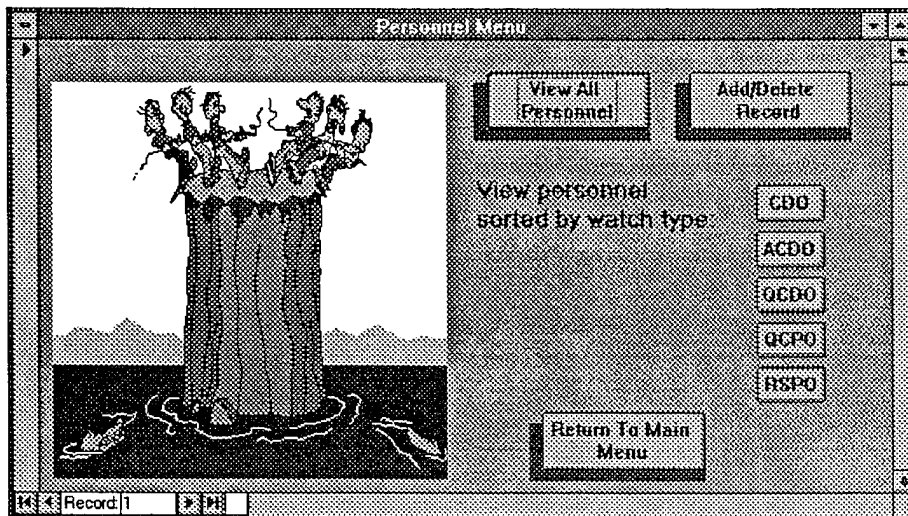 Personnel Menu
View All
Personnel
Add/Delete
Record
View personnel
sorted by watch type:
CDO
ACDO
QCDO
QCPO
RSPO
Return To Main
Menu
Record: 1